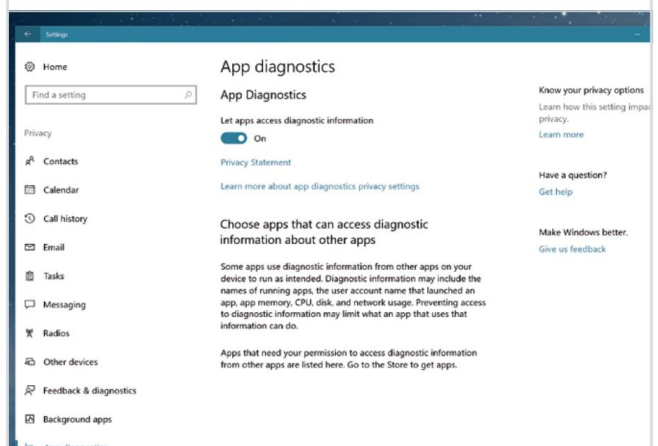 Settings
Home
Find a setting
Privacy
Contacts
Calendar
Call history
Email
Tasks
Messaging
Radios
Other devices
Feedback & diagnostics
Background apps
App diagnostics
App Diagnostics
Let apps access diagnostic information
On
Privacy Statement
Learn more about app diagnostics privacy settings
Choose apps that can access diagnostic
information about other apps
Some apps use diagnostic information from other apps on your
device to run as intended. Diagnostic information may include the
names of running apps, the user account name that launched an
app, app memory, CPU, disk, and network usage. Preventing access
to diagnostic information may limit what an app that uses that
information can do.
Apps that need your permission to access diagnostic information
from other apps are listed here. Go to the Store to get apps.
Know your privacy options
Learn how this setting
privacy.
Learn more
Have a question?
Get help
Make Windows better.
Give us feedback